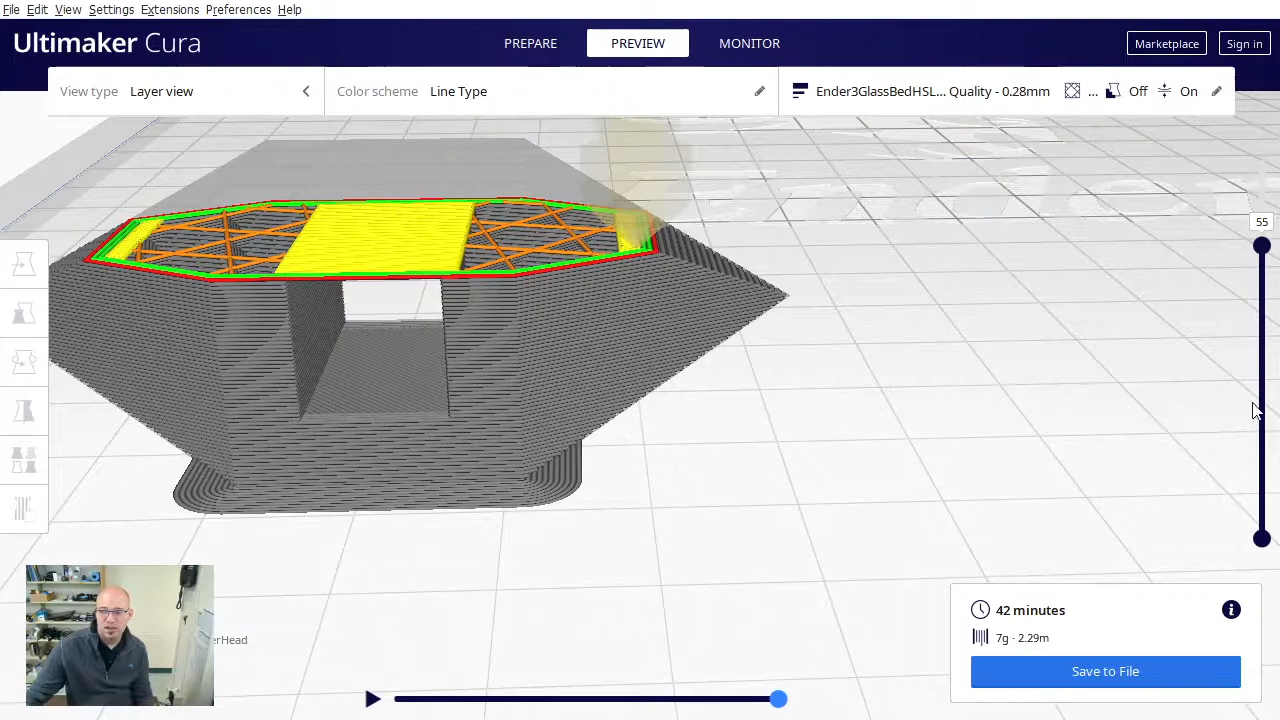 File Edit View Settings Extensions Preferences Help
Ultimaker Cura
PREPARE PREVIEW MONITOR
Marketplace Sign in
View type Layer view
Color scheme Line Type
Ender3GlassBedHSL... Quality - 0.28mm ... Off On
55
42 minutes
7g · 2.29m
Save to File
erHead